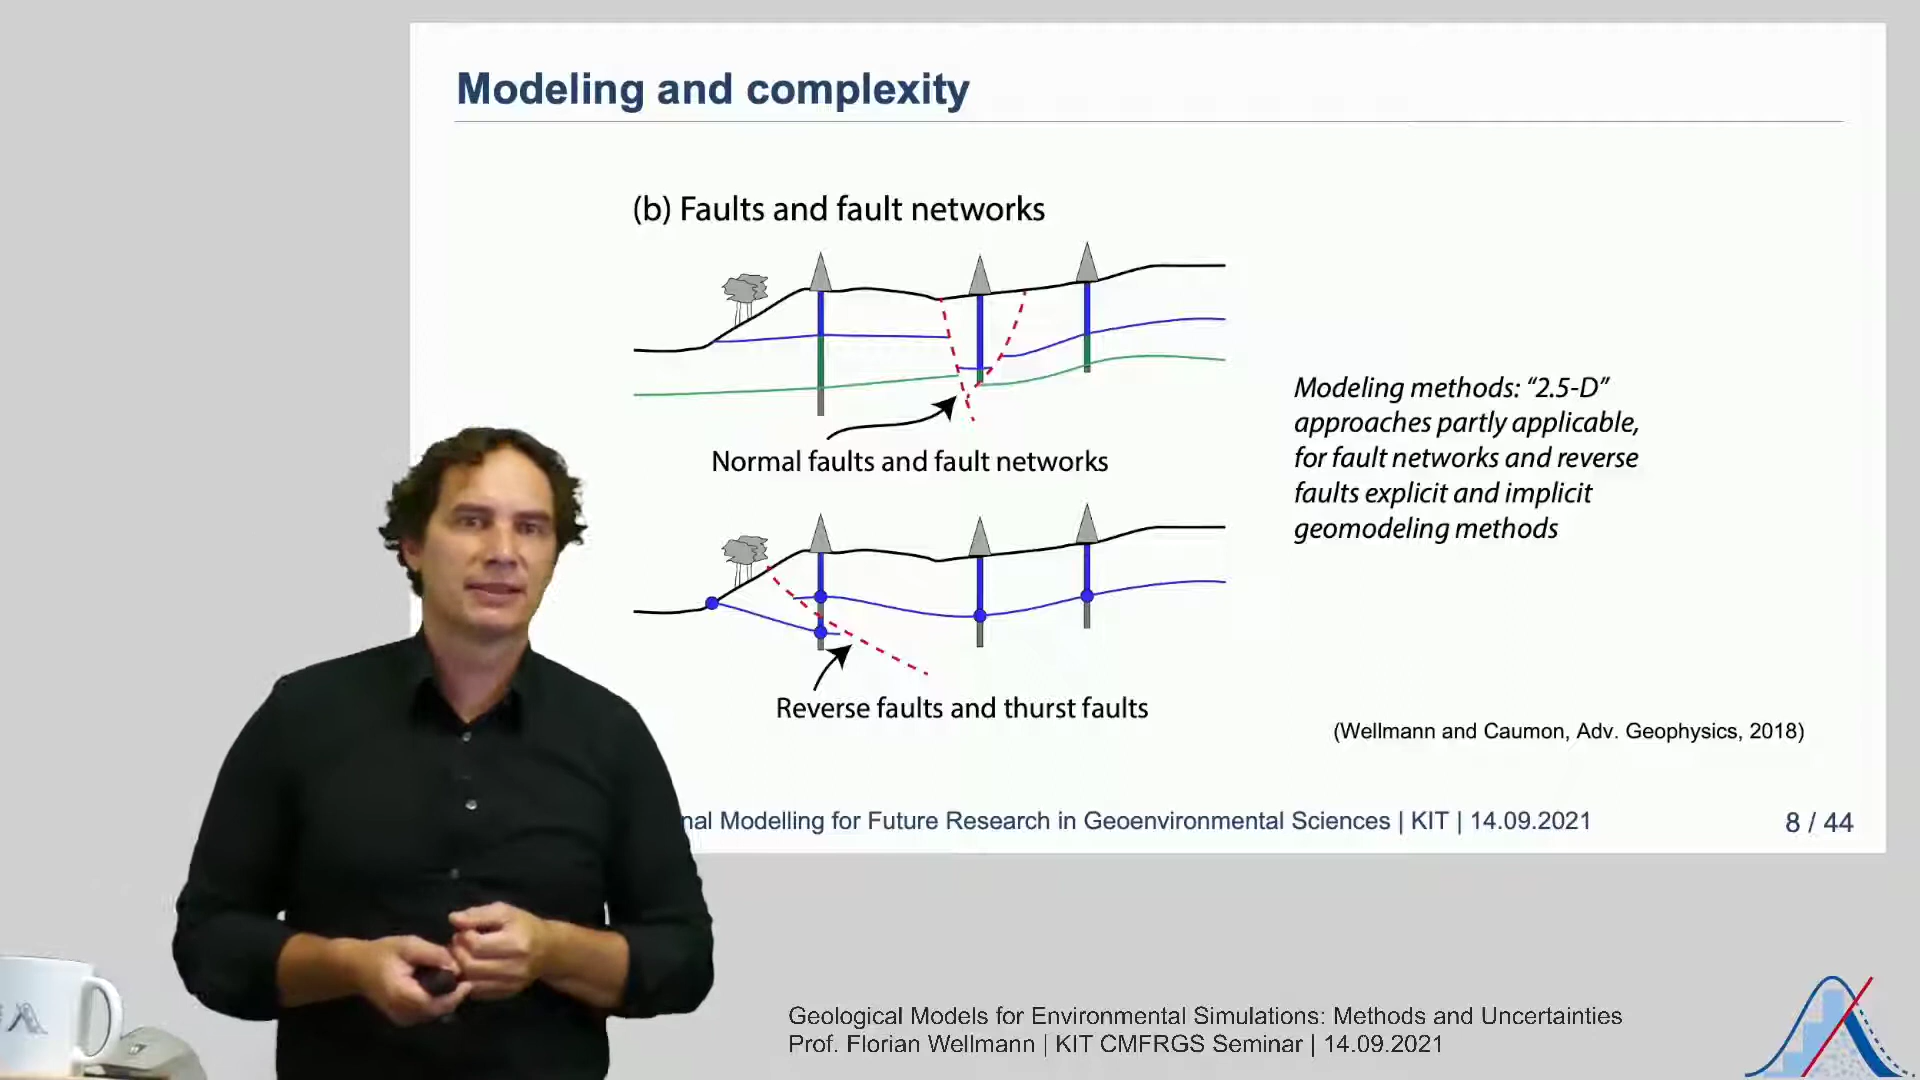 Modeling and complexity
(b) Faults and fault networks
Normal faults and fault networks
Modeling methods: “2.5-D”
approaches partly applicable,
for fault networks and reverse
faults explicit and implicit
geomodeling methods
Reverse faults and thurst faults
(Wellmann and Caumon, Adv. Geophysics, 2018)
Modelling for Future Research in Geoenvironmental Sciences | KIT | 14.09.2021
8 / 44
Geological Models for Environmental Simulations: Methods and Uncertainties
Prof. Florian Wellmann | KIT CMFRGS Seminar | 14.09.2021